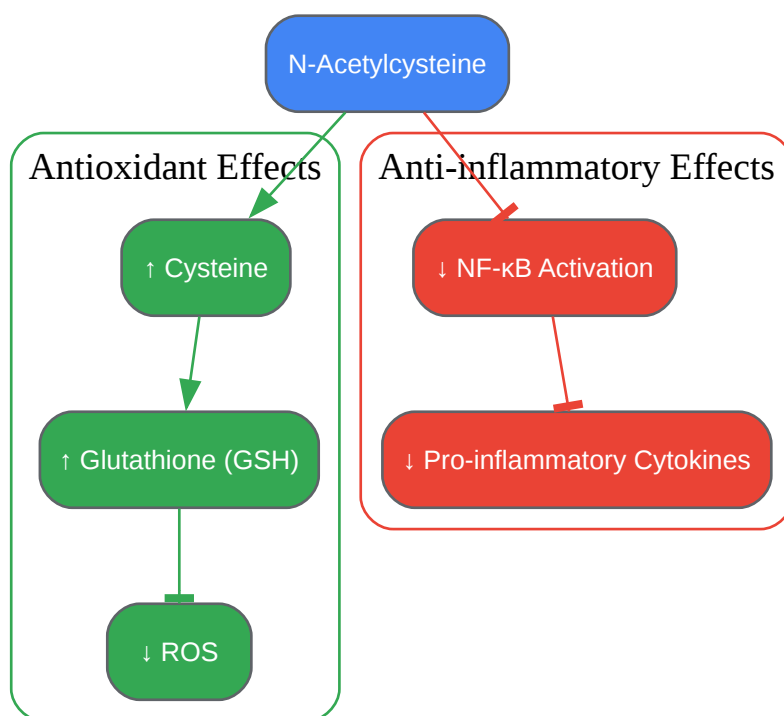 N-Acetylcysteine
Antioxidant Effects
↑ Cysteine
↑ Glutathione (GSH)
↓ ROS
Anti-inflammatory Effects
↓ NF-κB Activation
↓ Pro-inflammatory Cytokines